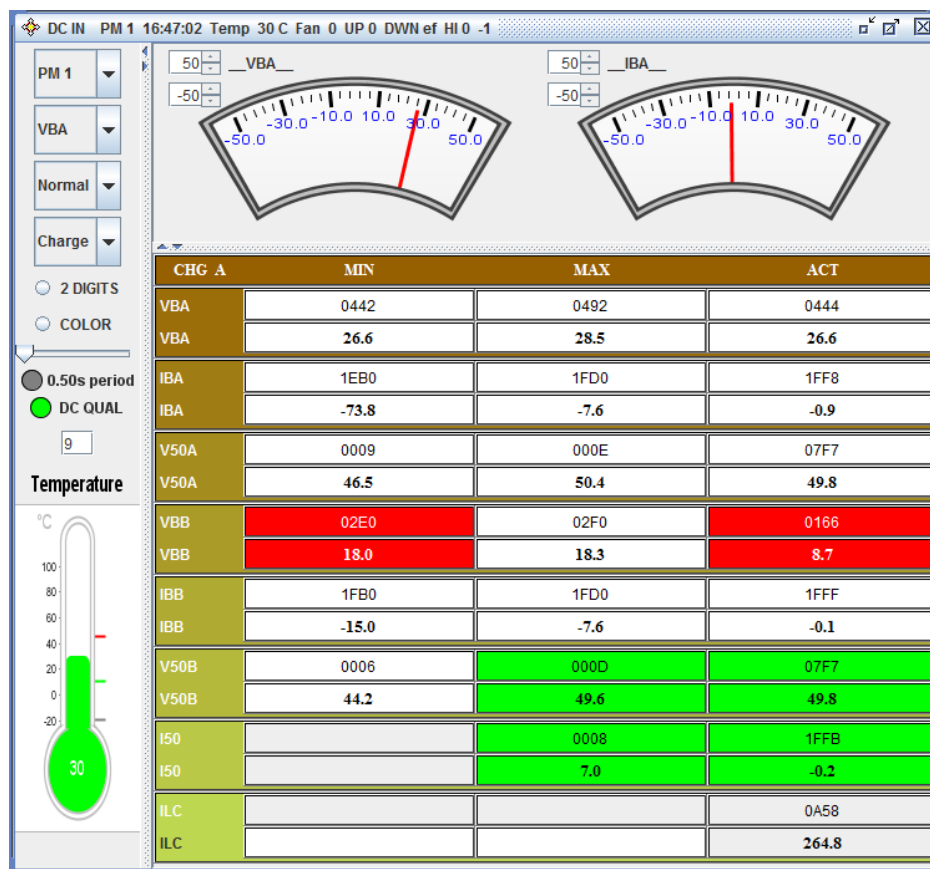 DC IN PM 1 16:47:02 Temp 30 C Fan 0 UP 0 DWN ef HI 0 -1
PM 1
VBA
Normal
Charge
2 DIGITS
COLOR
0.50s period
DC QUAL
9
Temperature
°C
100
80
60
40
20
0
-20
30
50 __VBA__
-50
-50.0 -30.0 -10.0 10.0 30.0 50.0
50 __IBA__
-50
-50.0 -30.0 -10.0 10.0 30.0 50.0
CHG A MIN MAX ACT
VBA 0442 0492 0444
VBA 26.6 28.5 26.6
IBA 1EB0 1FD0 1FF8
IBA -73.8 -7.6 -0.9
V50A 0009 000E 07F7
V50A 46.5 50.4 49.8
VBB 02E0 02F0 0166
VBB 18.0 18.3 8.7
IBB 1FB0 1FD0 1FFF
IBB -15.0 -7.6 -0.1
V50B 0006 000D 07F7
V50B 44.2 49.6 49.8
I50 0008 1FFB
I50 7.0 -0.2
ILC 0A58
ILC 264.8